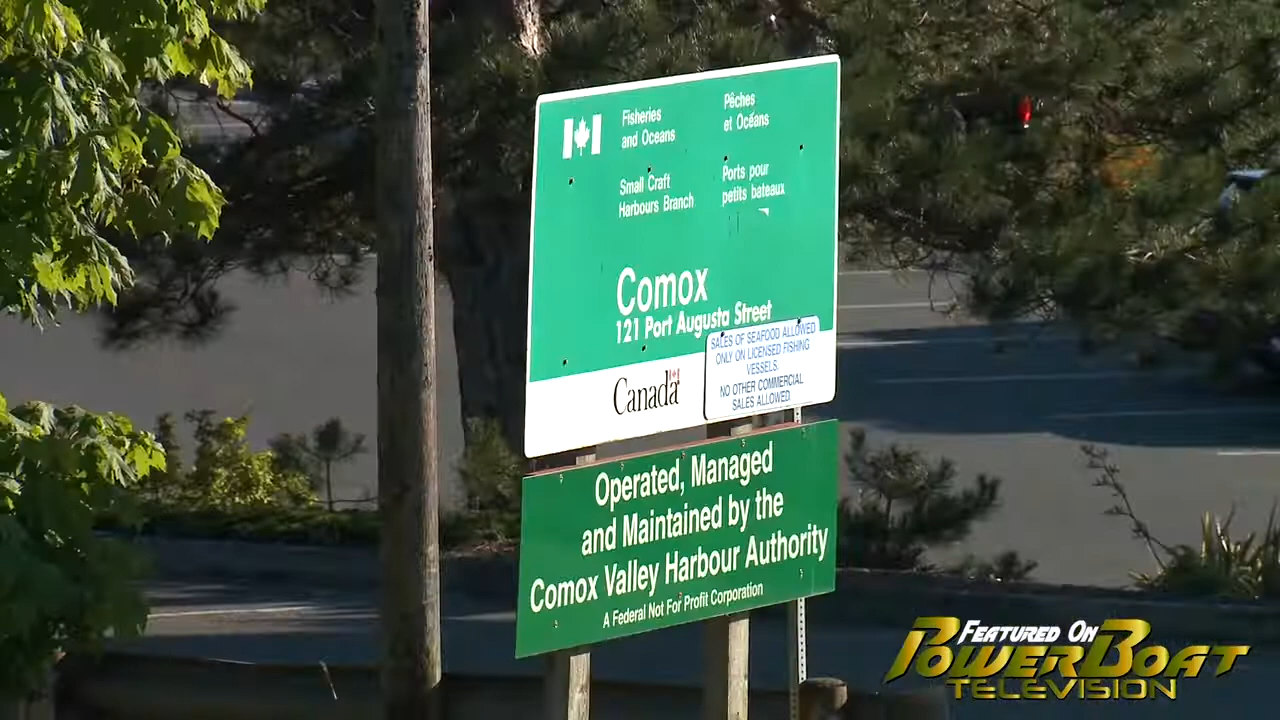 Fisheries
and Oceans
Pêches
et Océans
Small Craft
Harbours Branch
Ports pour
petits bateaux
Comox
121 Port Augusta Street
Canada
SALES OF SEAFOOD ALLOWED
ONLY ON LICENSED FISHING
VESSELS.
NO OTHER COMMERCIAL
SALES ALLOWED.
Operated, Managed
and Maintained by the
Comox Valley Harbour Authority
A Federal Not For Profit Corporation
FEATURED ON
POWERBOAT
TELEVISION